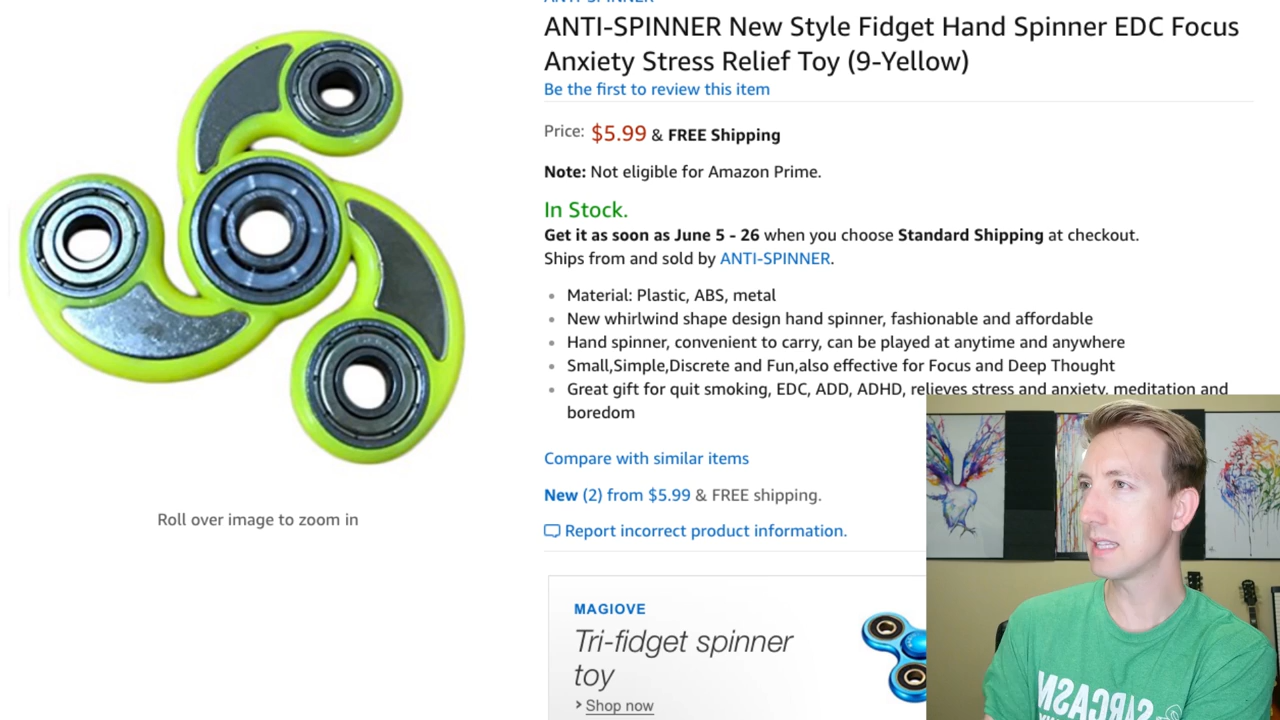 ANTI-SPINNER
ANTI-SPINNER New Style Fidget Hand Spinner EDC Focus
Anxiety Stress Relief Toy (9-Yellow)
Be the first to review this item
Price: $5.99 & FREE Shipping
Note: Not eligible for Amazon Prime.
In Stock.
Get it as soon as June 5 - 26 when you choose Standard Shipping at checkout.
Ships from and sold by ANTI-SPINNER.
Material: Plastic, ABS, metal
New whirlwind shape design hand spinner, fashionable and affordable
Hand spinner, convenient to carry, can be played at anytime and anywhere
Small,Simple,Discrete and Fun,also effective for Focus and Deep Thought
Great gift for quit smoking, EDC, ADD, ADHD, relieves stress and anxiety, meditation and
boredom
Compare with similar items
New (2) from $5.99 & FREE shipping.
Report incorrect product information.
Roll over image to zoom in
MAGIOVE
Tri-fidget spinner
toy
Shop now
SARCASM